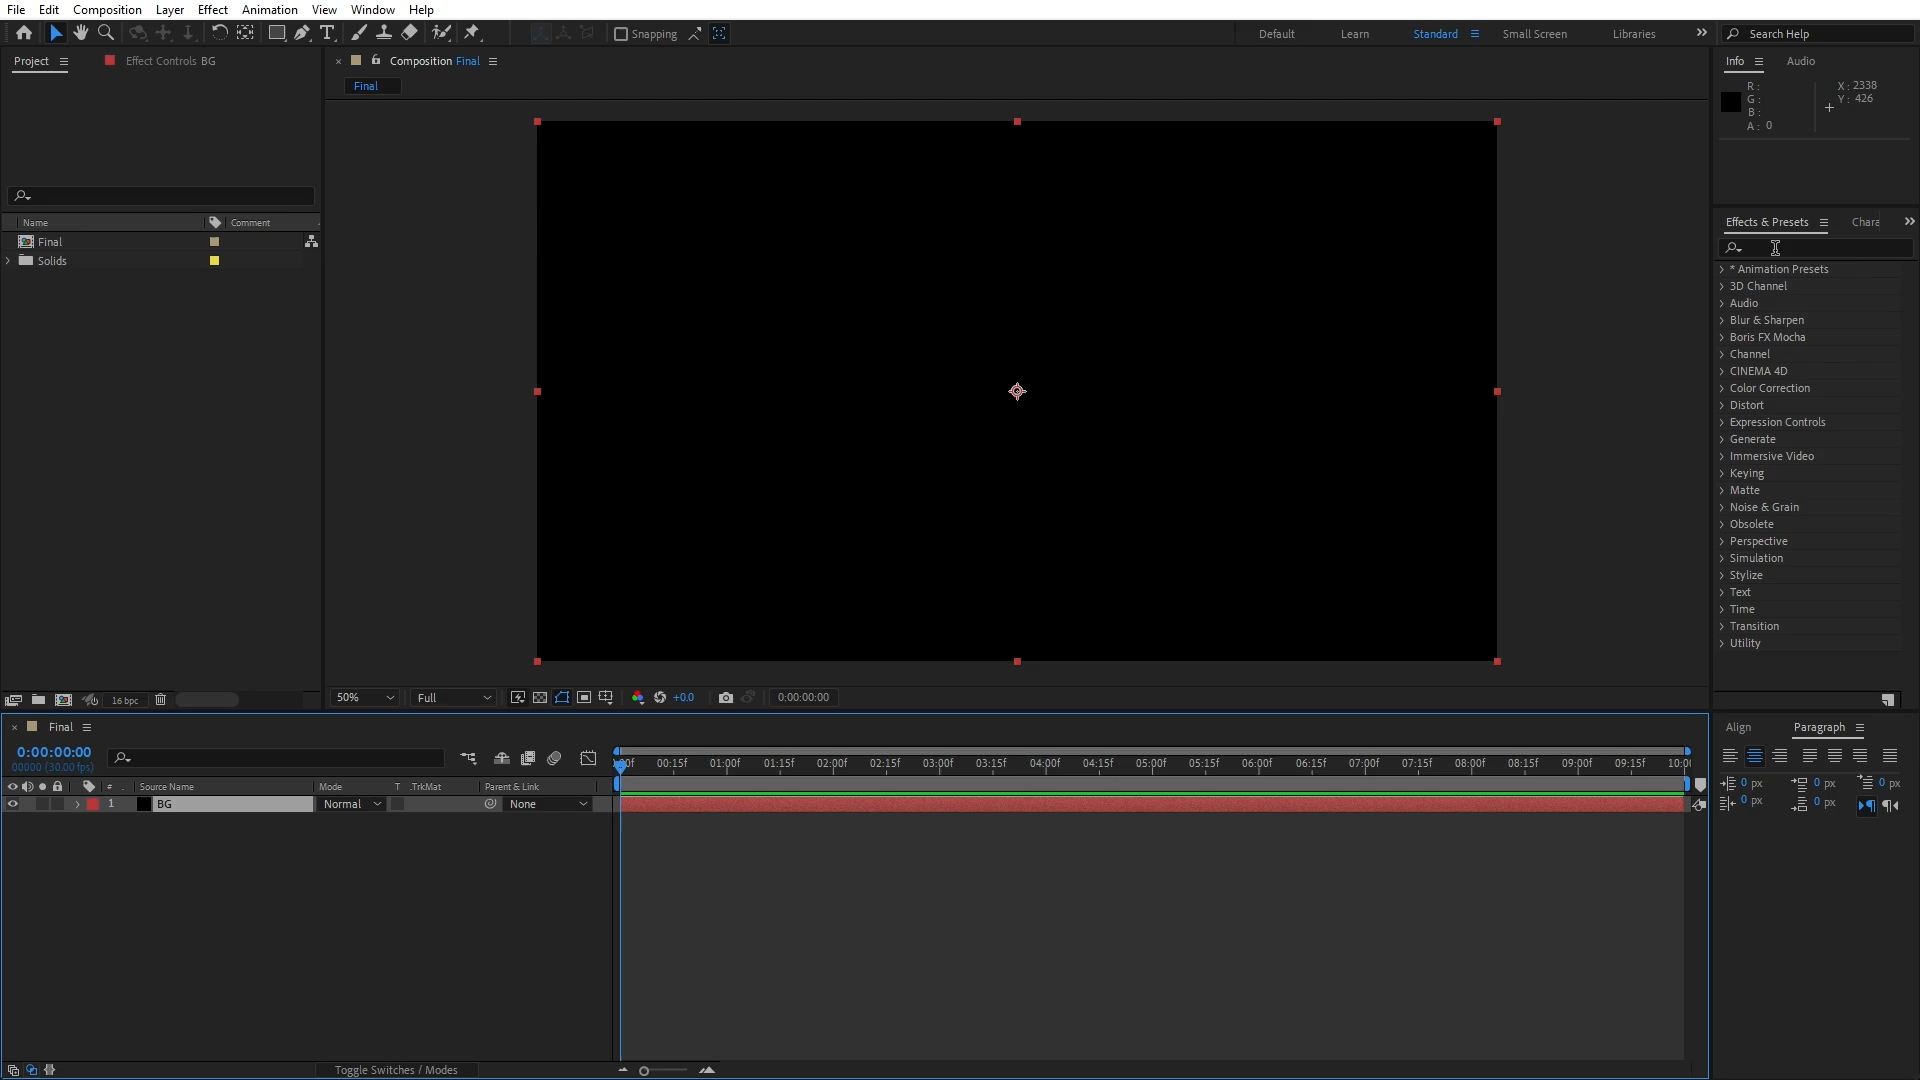 File Edit Composition Layer Effect Animation View Window Help
Snapping Default Learn Standard Small Screen Libraries Search Help
Project Effect Controls BG
Composition Final
Final
Info Audio
R :
G :
B :
A : 0
X : 2338
Y : 426
Name Comment
Final
Solids
Effects & Presets Chara
* Animation Presets
3D Channel
Audio
Blur & Sharpen
Boris FX Mocha
Channel
CINEMA 4D
Color Correction
Distort
Expression Controls
Generate
Immersive Video
Keying
Matte
Noise & Grain
Obsolete
Perspective
Simulation
Stylize
Text
Time
Transition
Utility
16 bpc
50% Full +0.0 0:00:00:00
Final
0:00:00:00
00000 (30.00 fps)
:00f 00:15f 01:00f 01:15f 02:00f 02:15f 03:00f 03:15f 04:00f 04:15f 05:00f 05:15f 06:00f 06:15f 07:00f 07:15f 08:00f 08:15f 09:00f 09:15f 10:00
# . Source Name Mode T .TrkMat Parent & Link
1 BG Normal None
Align Paragraph
0 px 0 px 0 px
0 px 0 px
Toggle Switches / Modes